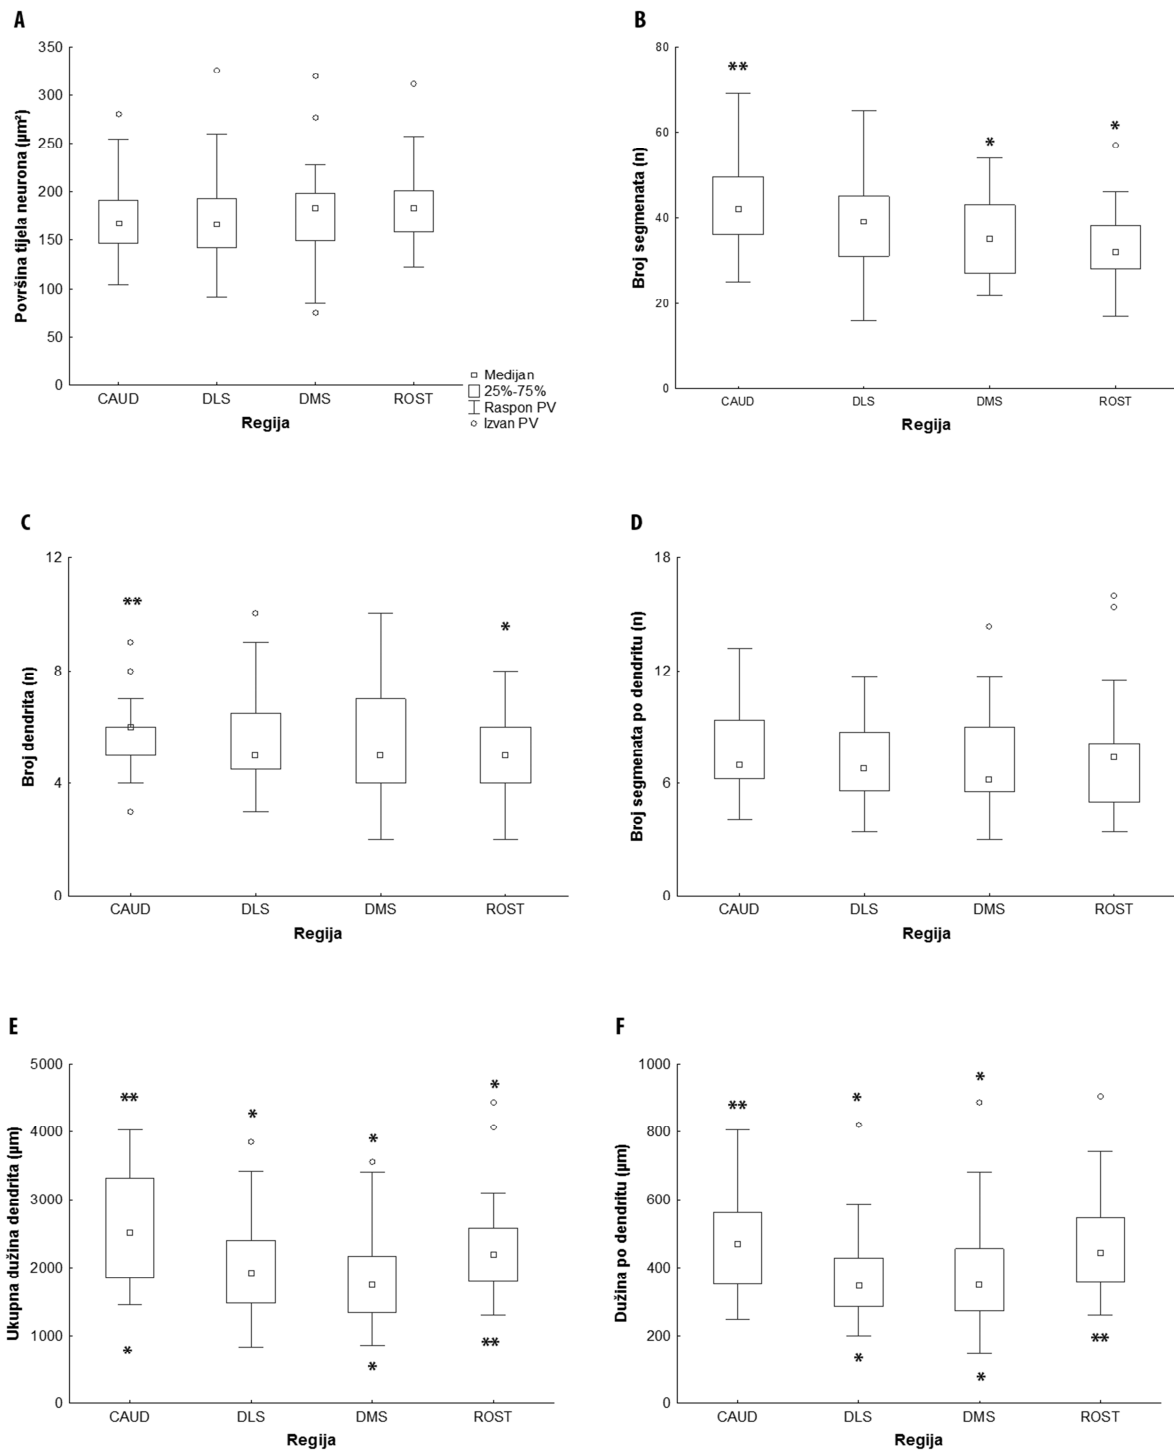 A
Površina tijela neurona (µm²)
350
300
250
200
150
100
50
0
CAUD DLS DMS ROST
Regija
Medijan
25%-75%
Raspon PV
Izvan PV
B
Broj segmenata (n)
80
60
40
20
0
** * *
CAUD DLS DMS ROST
Regija
C
Broj dendrita (n)
12
8
4
0
** *
CAUD DLS DMS ROST
Regija
D
Broj segmenata po dendritu (n)
18
12
6
0
CAUD DLS DMS ROST
Regija
E
Ukupna dužina dendrita (µm)
5000
4000
3000
2000
1000
0
** * * *
* * **
CAUD DLS DMS ROST
Regija
F
Dužina po dendritu (µm)
1000
800
600
400
200
0
** * *
* * **
CAUD DLS DMS ROST
Regija